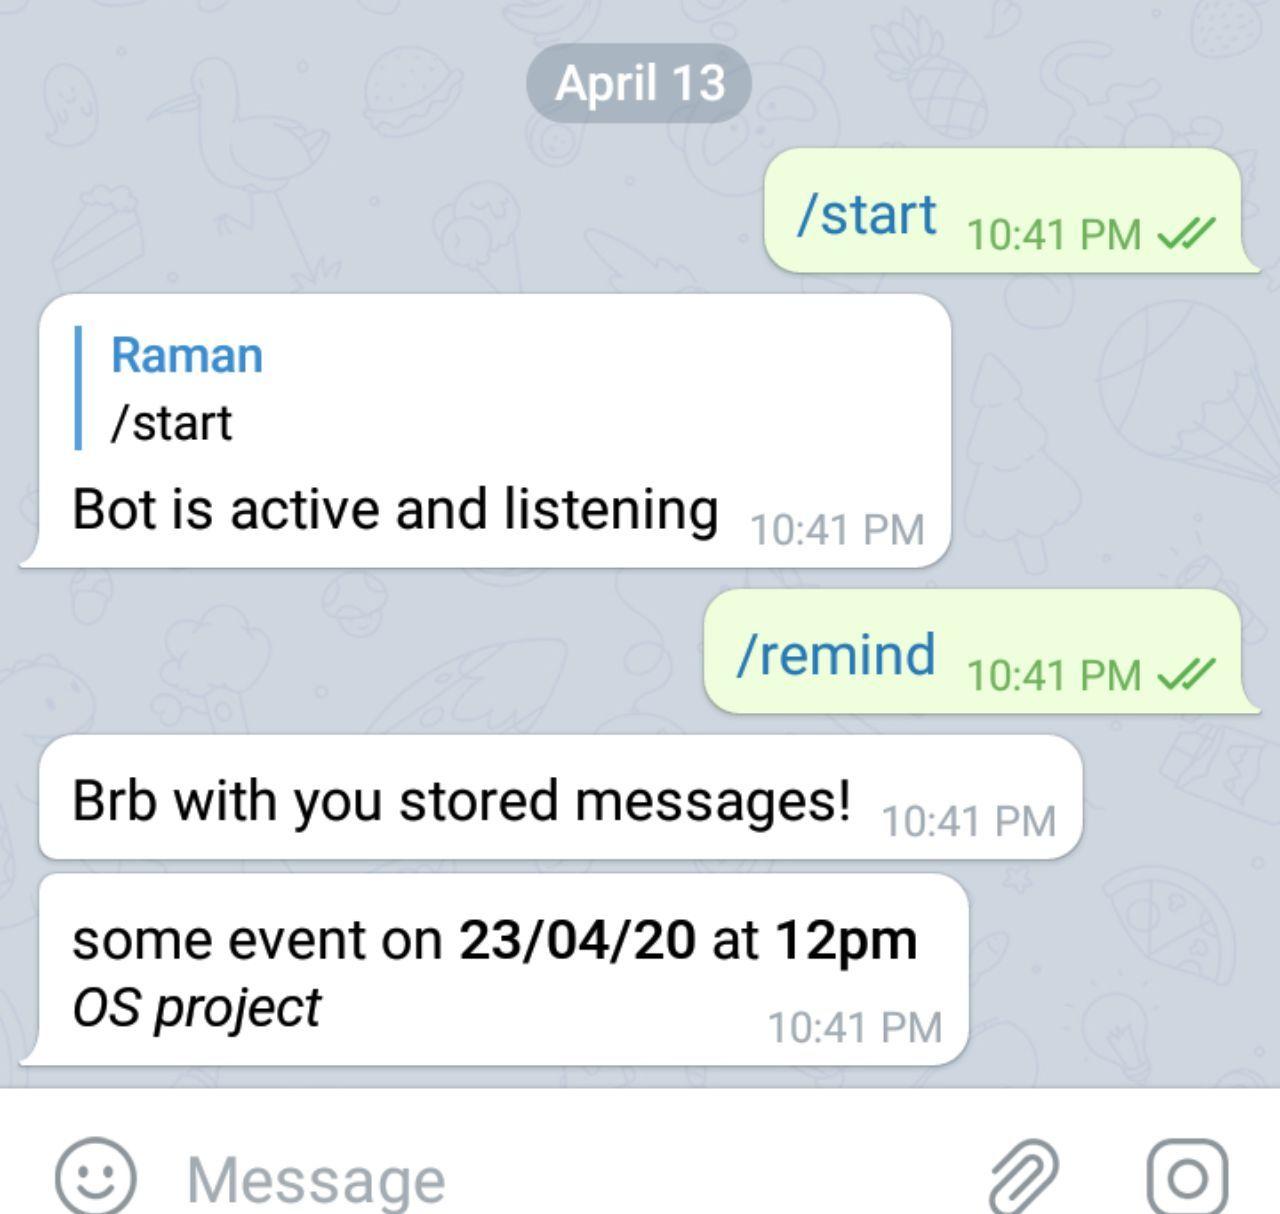 April 13
/start 10:41 PM
Raman
/start
Bot is active and listening 10:41 PM
/remind 10:41 PM
Brb with you stored messages! 10:41 PM
some event on 23/04/20 at 12pm
OS project 10:41 PM
Message